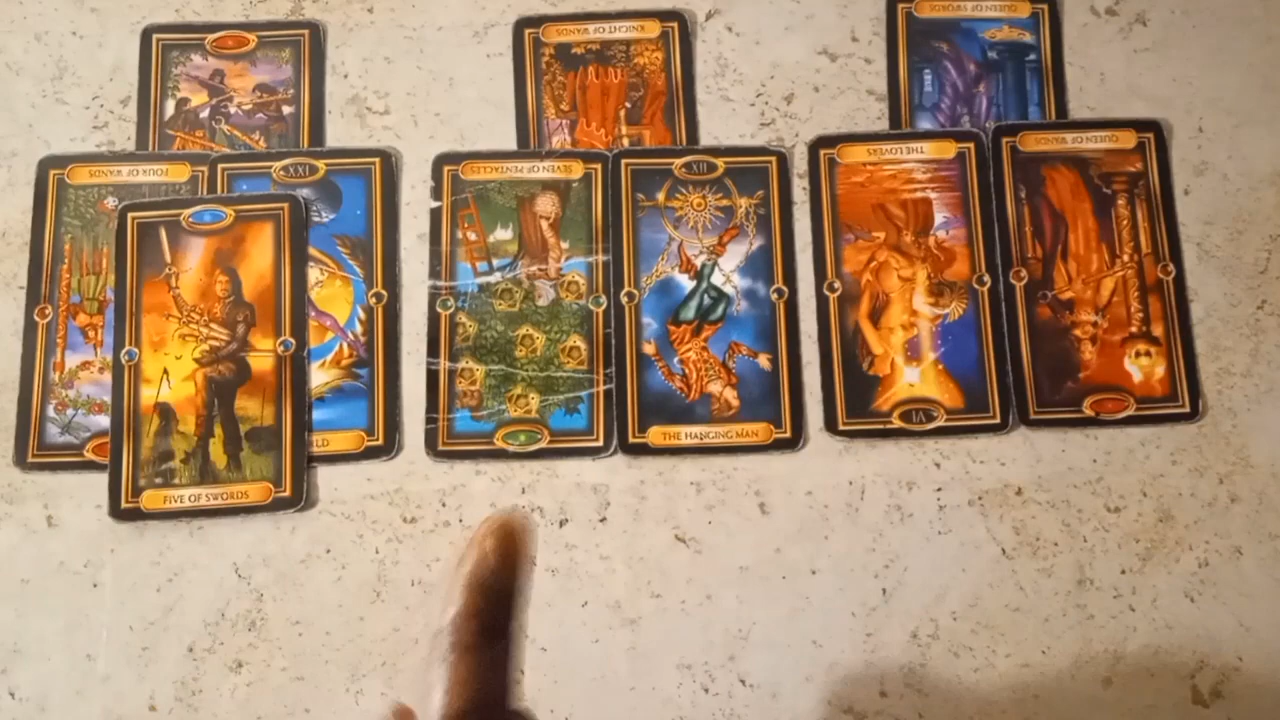 KNIGHT OF WANDS
QUEEN OF SWORDS
FOUR OF WANDS
XXI
RLD
FIVE OF SWORDS
SEVEN OF PENTACLES
XII
THE HANGING MAN
THE LOVERS
VI
QUEEN OF WANDS